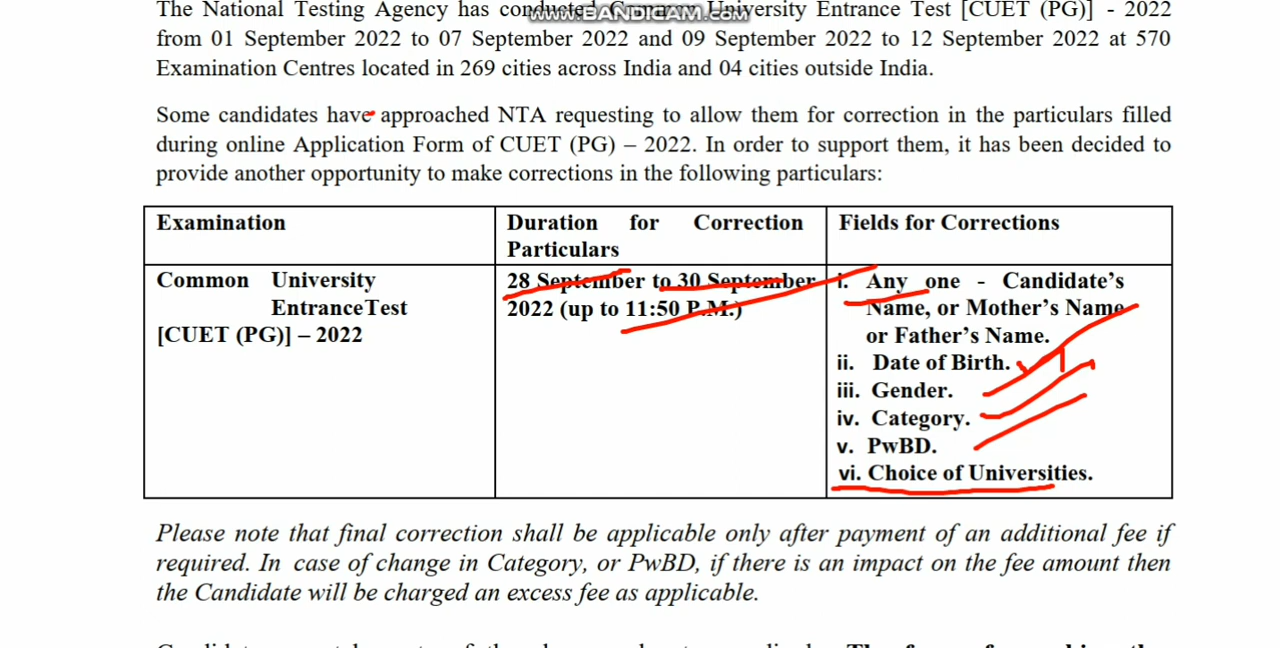 The National Testing Agency has conducted Common University Entrance Test [CUET (PG)] - 2022
www.BANDICAM.com
from 01 September 2022 to 07 September 2022 and 09 September 2022 to 12 September 2022 at 570
Examination Centres located in 269 cities across India and 04 cities outside India.
Some candidates have approached NTA requesting to allow them for correction in the particulars filled
during online Application Form of CUET (PG) – 2022. In order to support them, it has been decided to
provide another opportunity to make corrections in the following particulars:
Examination
Duration for Correction
Particulars
Fields for Corrections
Common University
EntranceTest
[CUET (PG)] – 2022
28 September to 30 September
2022 (up to 11:50 P.M.)
i. Any one - Candidate's
Name, or Mother's Name
or Father's Name.
ii. Date of Birth.
iii. Gender.
iv. Category.
v. PwBD.
vi. Choice of Universities.
Please note that final correction shall be applicable only after payment of an additional fee if
required. In case of change in Category, or PwBD, if there is an impact on the fee amount then
the Candidate will be charged an excess fee as applicable.